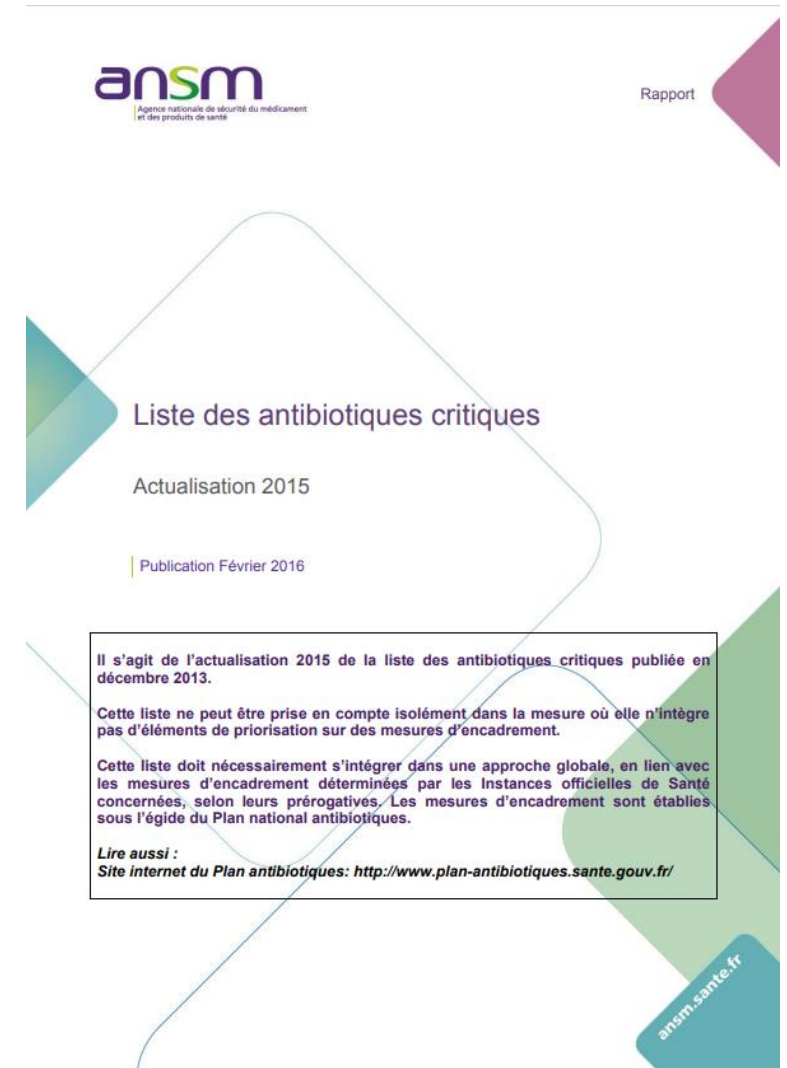 ansm
Agence nationale de sécurité du médicament
et des produits de santé
Rapport
Liste des antibiotiques critiques
Actualisation 2015
Publication Février 2016
Il s'agit de l'actualisation 2015 de la liste des antibiotiques critiques publiée en
décembre 2013.
Cette liste ne peut être prise en compte isolément dans la mesure où elle n'intègre
pas d'éléments de priorisation sur des mesures d'encadrement.
Cette liste doit nécessairement s'intégrer dans une approche globale, en lien avec
les mesures d'encadrement déterminées par les Instances officielles de Santé
concernées, selon leurs prérogatives. Les mesures d'encadrement sont établies
sous l'égide du Plan national antibiotiques.
Lire aussi :
Site internet du Plan antibiotiques: http://www.plan-antibiotiques.sante.gouv.fr/
ansm.sante.fr